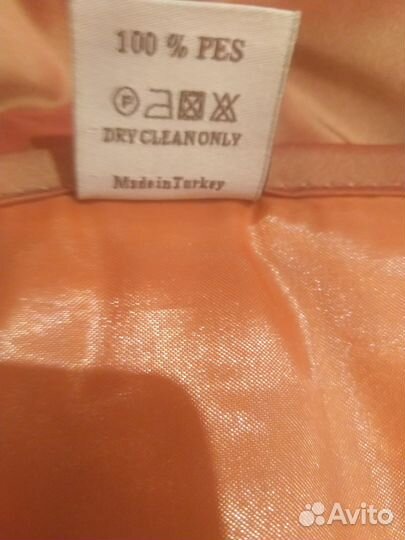 100 % PES
P
DRY CLEAN ONLY
Made in Turkey
Avito